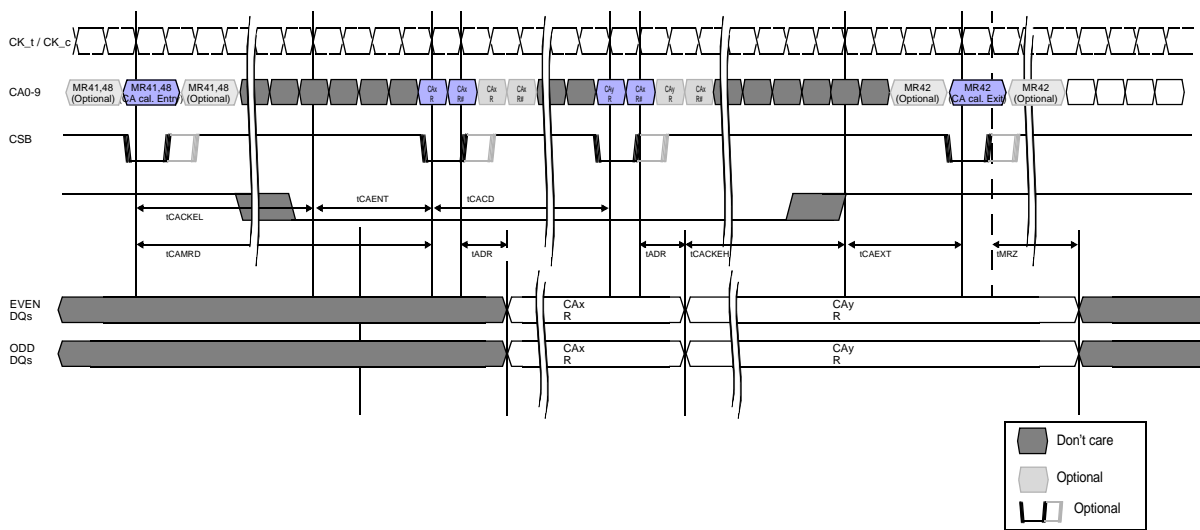 CK_t / CK_c
CA0-9
MR41,48
(Optional)
MR41,48
CA cal. Entry
MR41,48
(Optional)
CAx
R
CAx
R#
CAx
R
CAx
R#
CAy
R
CAx
R#
CAy
R
CAx
R#
MR42
(Optional)
MR42
(CA cal. Exit)
MR42
(Optional)
CSB
tCACKEL
tCAENT
tCACD
tCAMRD
tADR
tADR
tCACKEH
tCAEXT
tMRZ
EVEN
DQs
CAx
R
CAy
R
ODD
DQs
CAx
R
CAy
R
Don't care
Optional
Optional